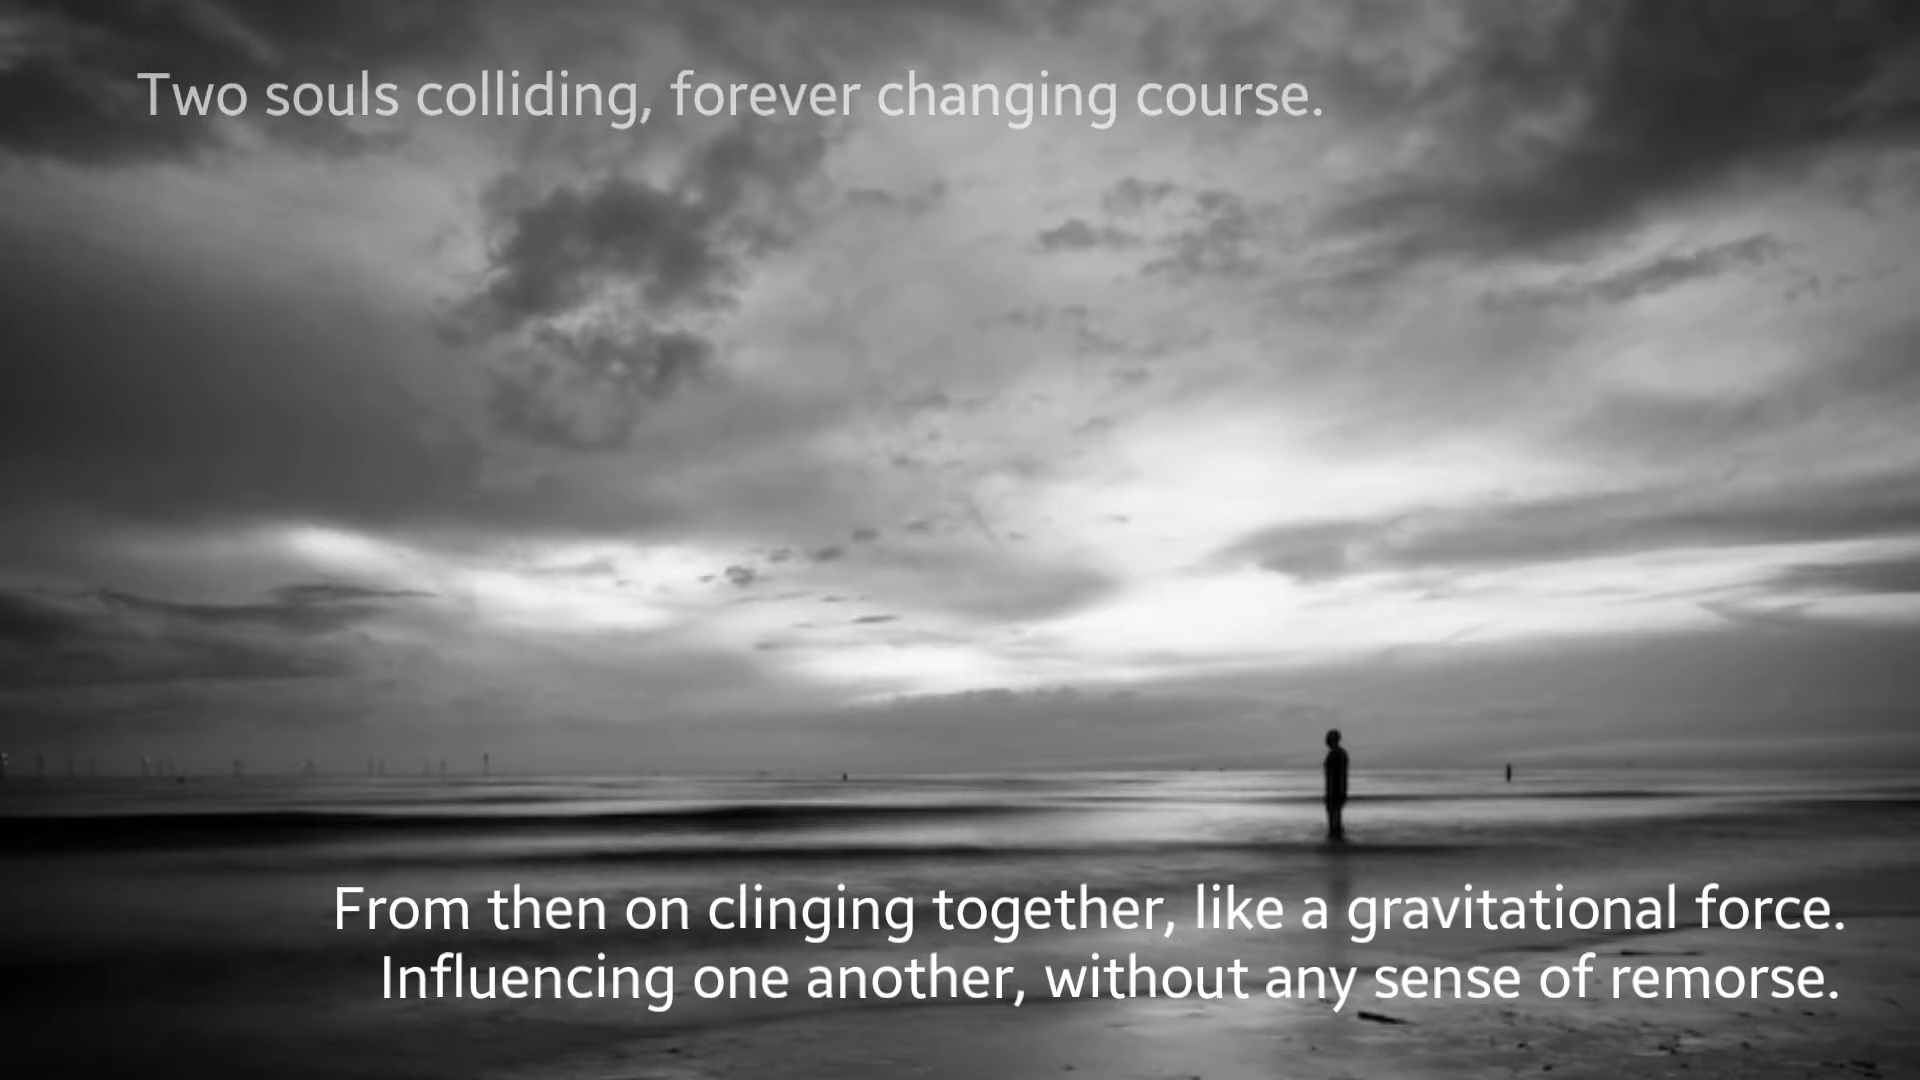 Two souls colliding, forever changing course.
From then on clinging together, like a gravitational force.
Influencing one another, without any sense of remorse.